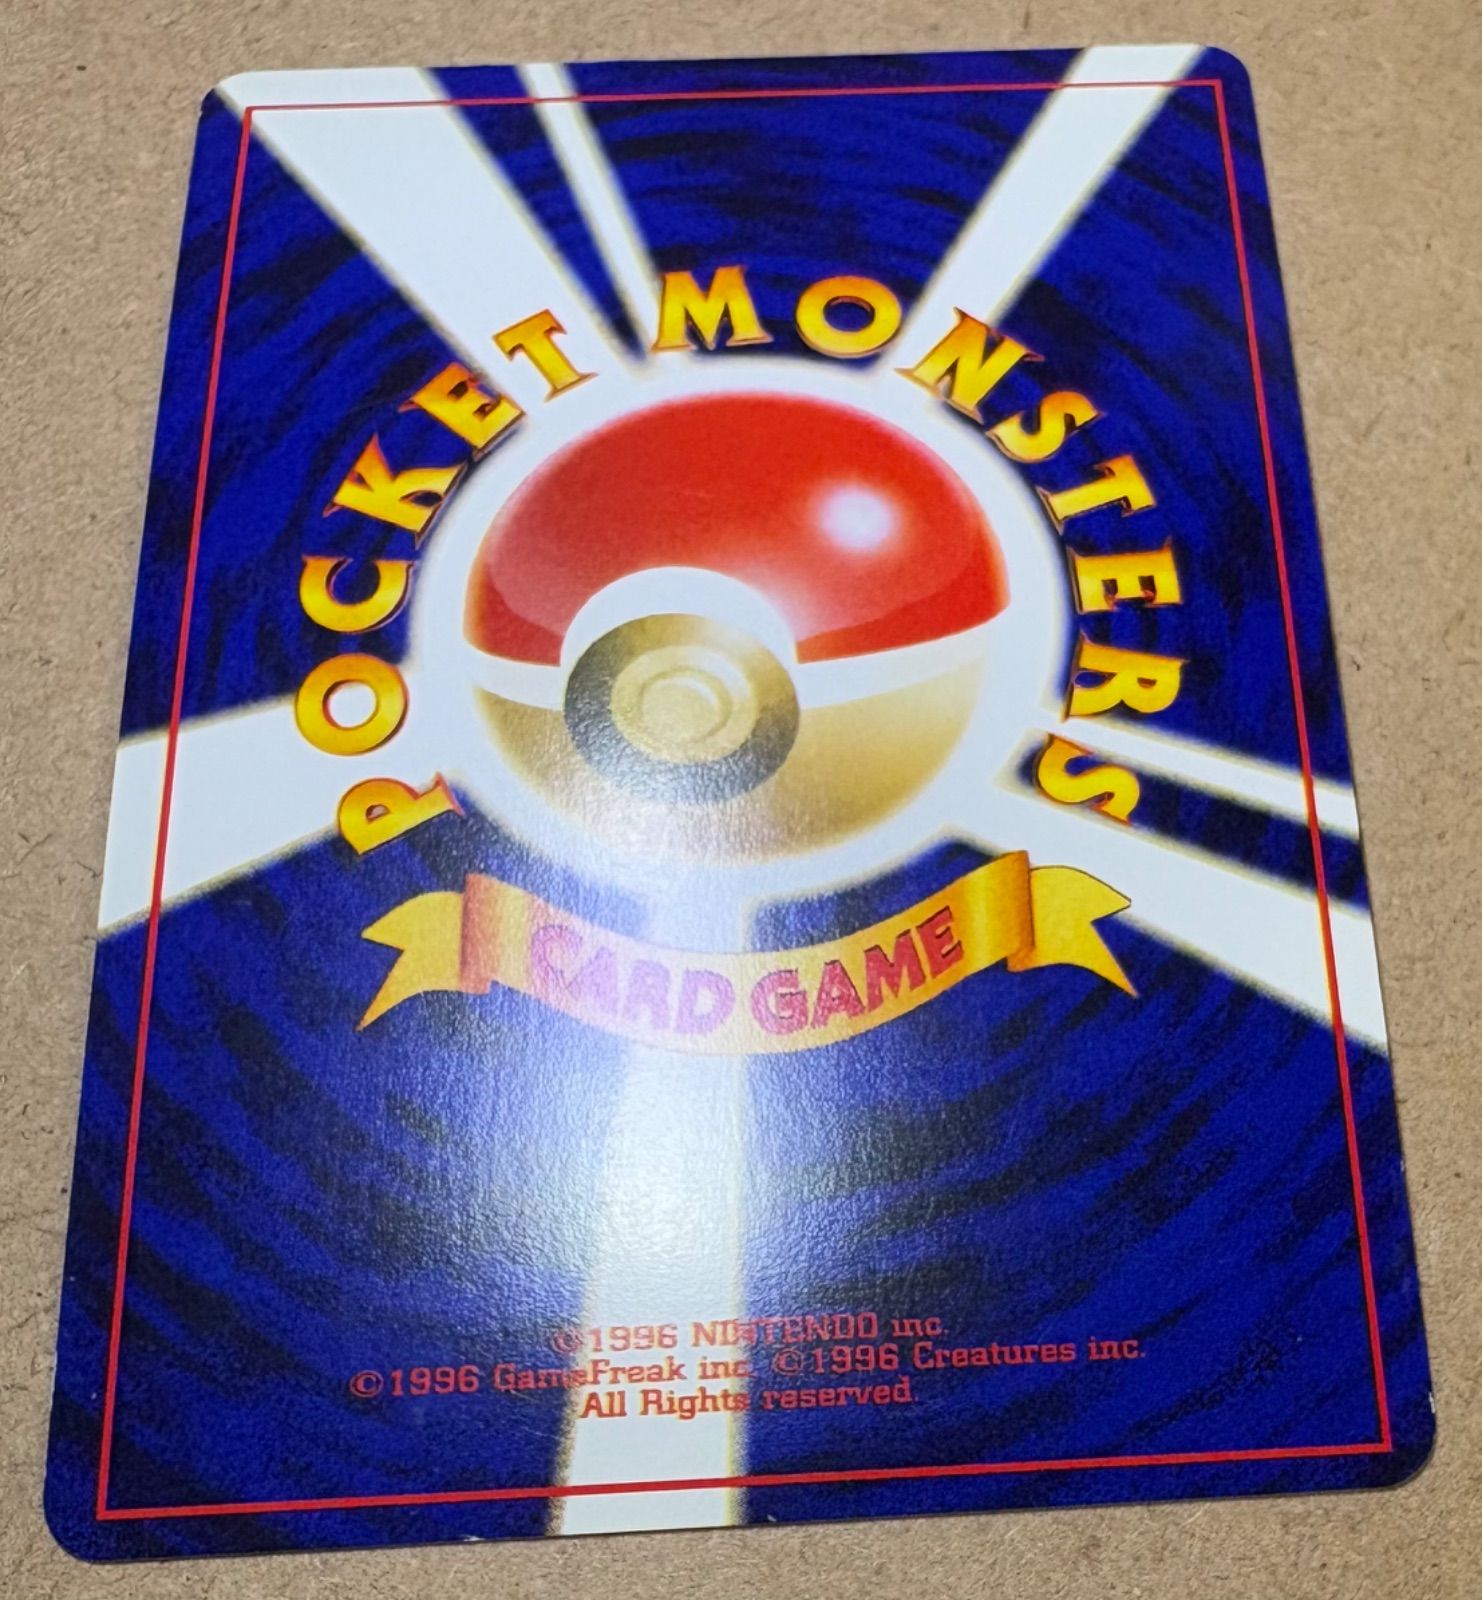 POCKET MONSTERS
CARD GAME
©1996 NINTENDO inc.
©1996 GameFreak inc. ©1996 Creatures inc.
All Rights reserved.